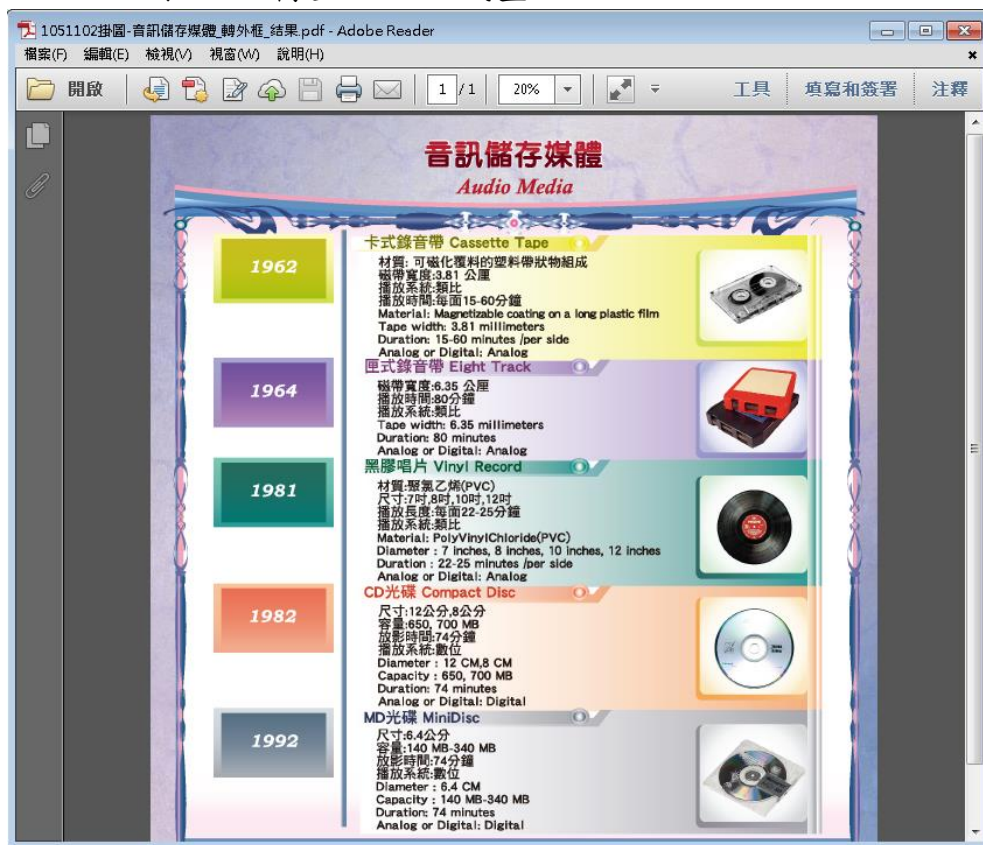 1051102掛圖-音訊儲存媒體_轉外框_结果.pdf - Adobe Reader
檔案(F) 編輯(E) 檢視(V) 視窗(W) 說明(H)
開啟 1 / 1 20% 工具 填寫和簽署 注釋
音訊儲存媒體
Audio Media
1962
卡式錄音帶 Cassette Tape
材質: 可磁化覆料的塑料帶狀物組成
磁帶寬度:3.81 公厘
播放系統:類比
播放時間:每面15-60分鐘
Material: Magnetizable coating on a long plastic film
Tape width: 3.81 millimeters
Duration: 15-60 minutes /per side
Analog or Digital: Analog
1964
匣式錄音帶 Eight Track
磁帶寬度:6.35 公厘
播放時間:80分鐘
播放系統:類比
Tape width: 6.35 millimeters
Duration: 80 minutes
Analog or Digital: Analog
1981
黑膠唱片 Vinyl Record
材質:聚氯乙烯(PVC)
尺寸:7吋,8吋,10吋,12吋
播放長度:每面22-25分鐘
播放系統:類比
Material: PolyVinylChloride(PVC)
Diameter : 7 inches, 8 inches, 10 inches, 12 inches
Duration : 22-25 minutes /per side
Analog or Digital: Analog
1982
CD光碟 Compact Disc
尺寸:12公分,8公分
容量:650, 700 MB
放影時間:74分鐘
播放系統:數位
Diameter : 12 CM,8 CM
Capacity : 650, 700 MB
Duration: 74 minutes
Analog or Digital: Digital
1992
MD光碟 MiniDisc
尺寸:6.4公分
容量:140 MB-340 MB
放影時間:74分鐘
播放系統:數位
Diameter : 6.4 CM
Capacity : 140 MB-340 MB
Duration: 74 minutes
Analog or Digital: Digital